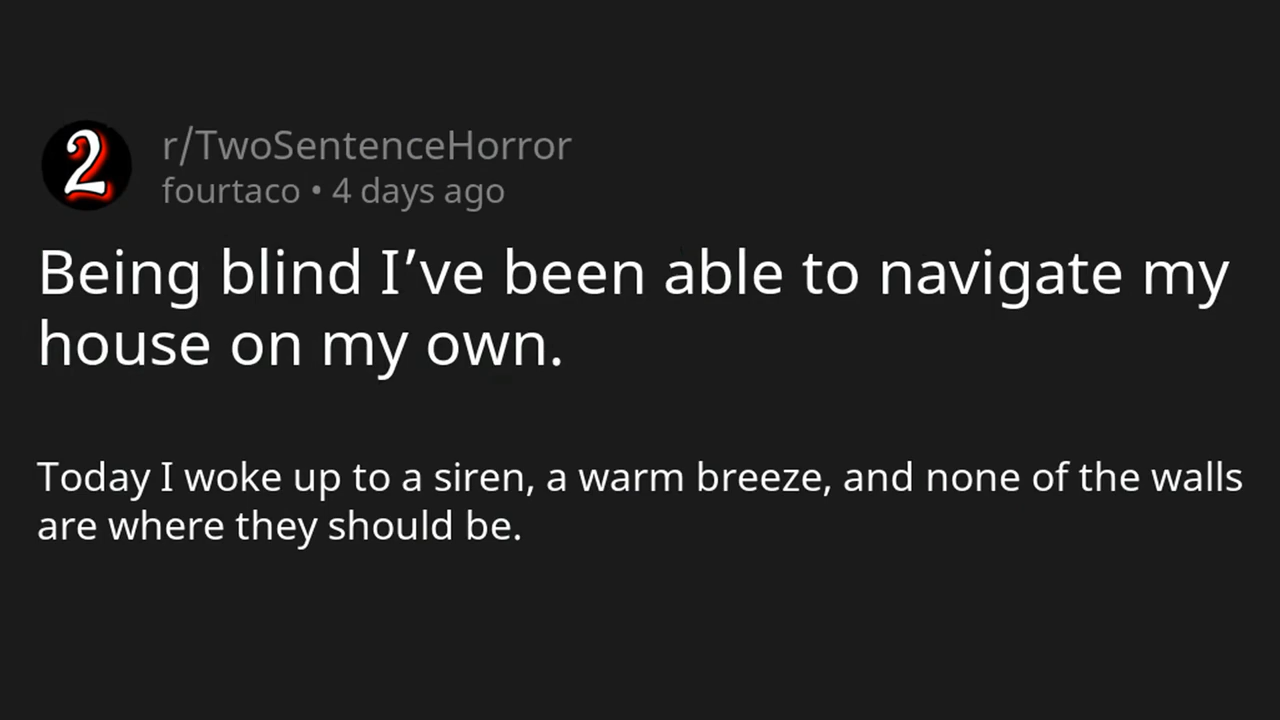 2
r/TwoSentenceHorror
fourtaco • 4 days ago
Being blind I’ve been able to navigate my
house on my own.
Today I woke up to a siren, a warm breeze, and none of the walls
are where they should be.